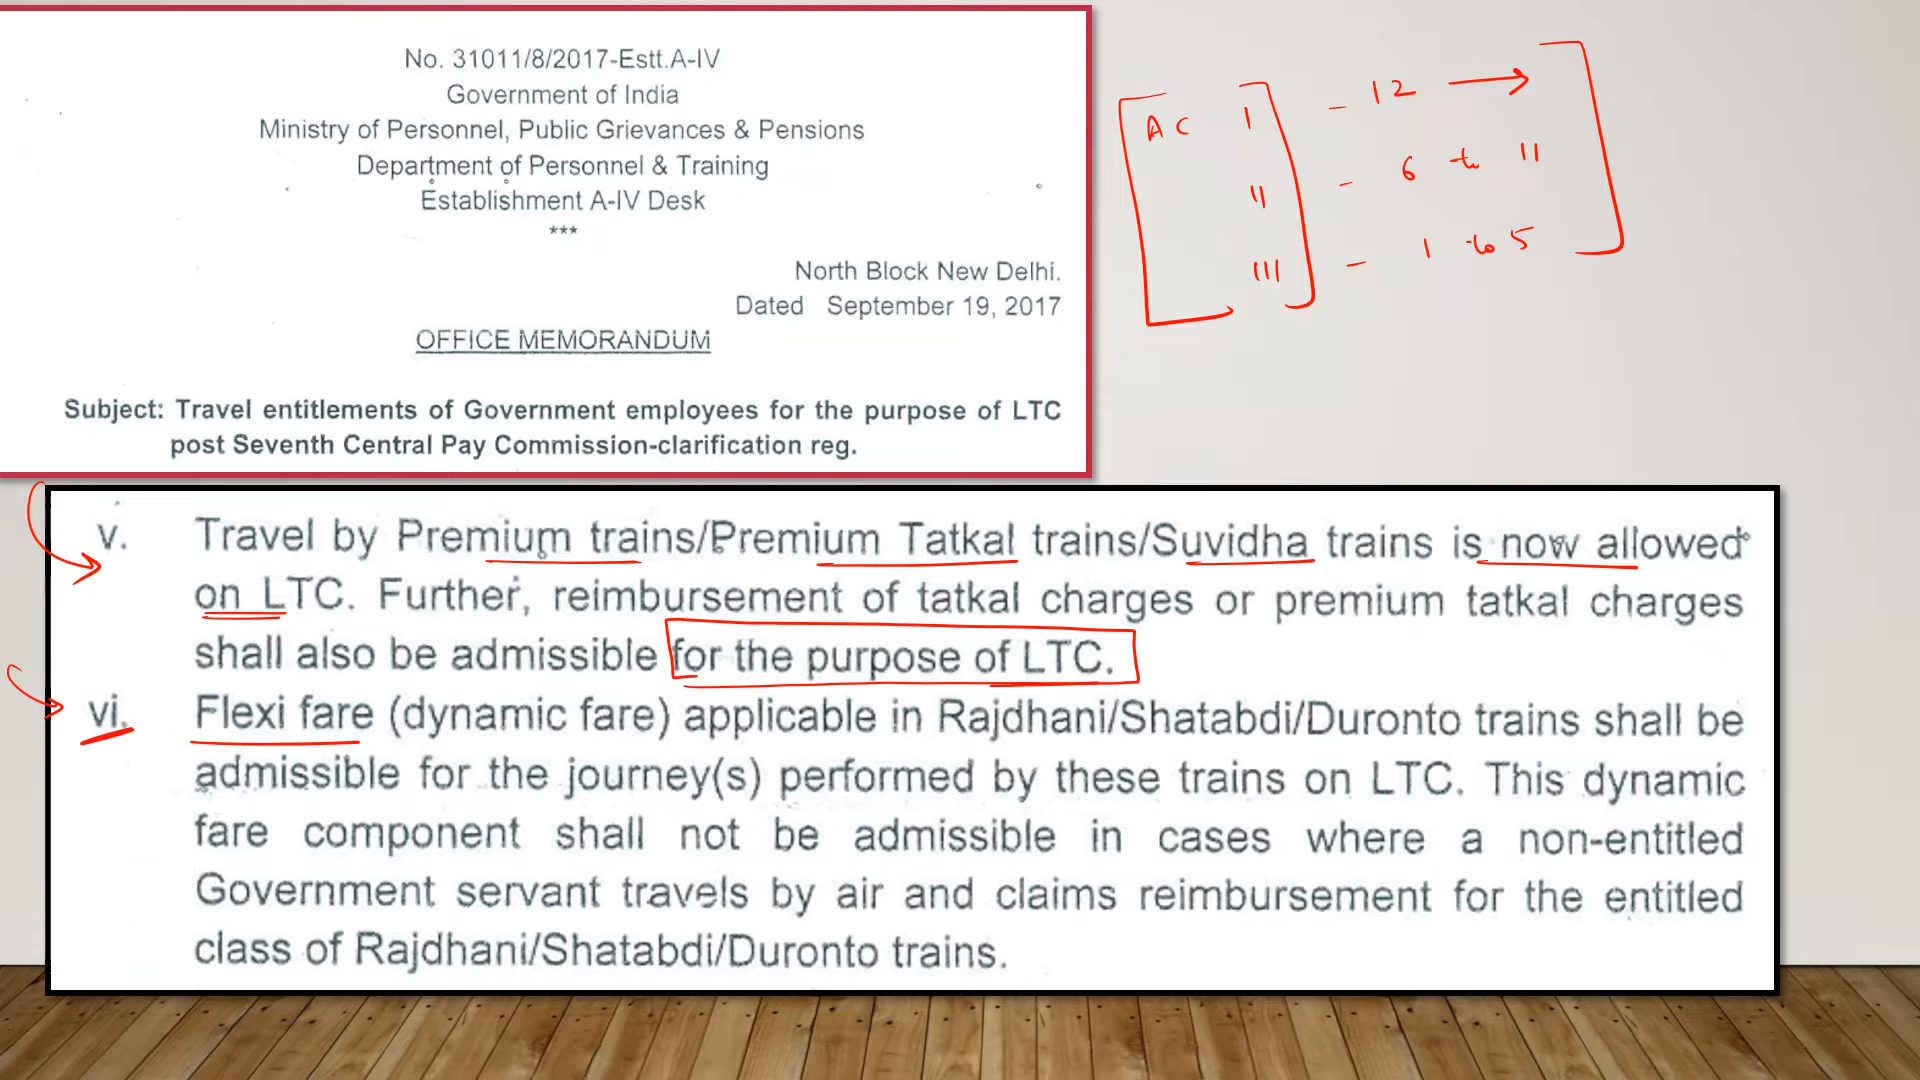 No. 31011/8/2017-Estt.A-IV
Government of India
Ministry of Personnel, Public Grievances & Pensions
Department of Personnel & Training
Establishment A-IV Desk
***
North Block New Delhi.
Dated September 19, 2017
OFFICE MEMORANDUM
Subject: Travel entitlements of Government employees for the purpose of LTC
post Seventh Central Pay Commission-clarification reg.
AC I - 12 →
II - 6 to 11
III - 1 to 5
v. Travel by Premium trains/Premium Tatkal trains/Suvidha trains is now allowed
on LTC. Further, reimbursement of tatkal charges or premium tatkal charges
shall also be admissible for the purpose of LTC.
vi. Flexi fare (dynamic fare) applicable in Rajdhani/Shatabdi/Duronto trains shall be
admissible for the journey(s) performed by these trains on LTC. This dynamic
fare component shall not be admissible in cases where a non-entitled
Government servant travels by air and claims reimbursement for the entitled
class of Rajdhani/Shatabdi/Duronto trains.